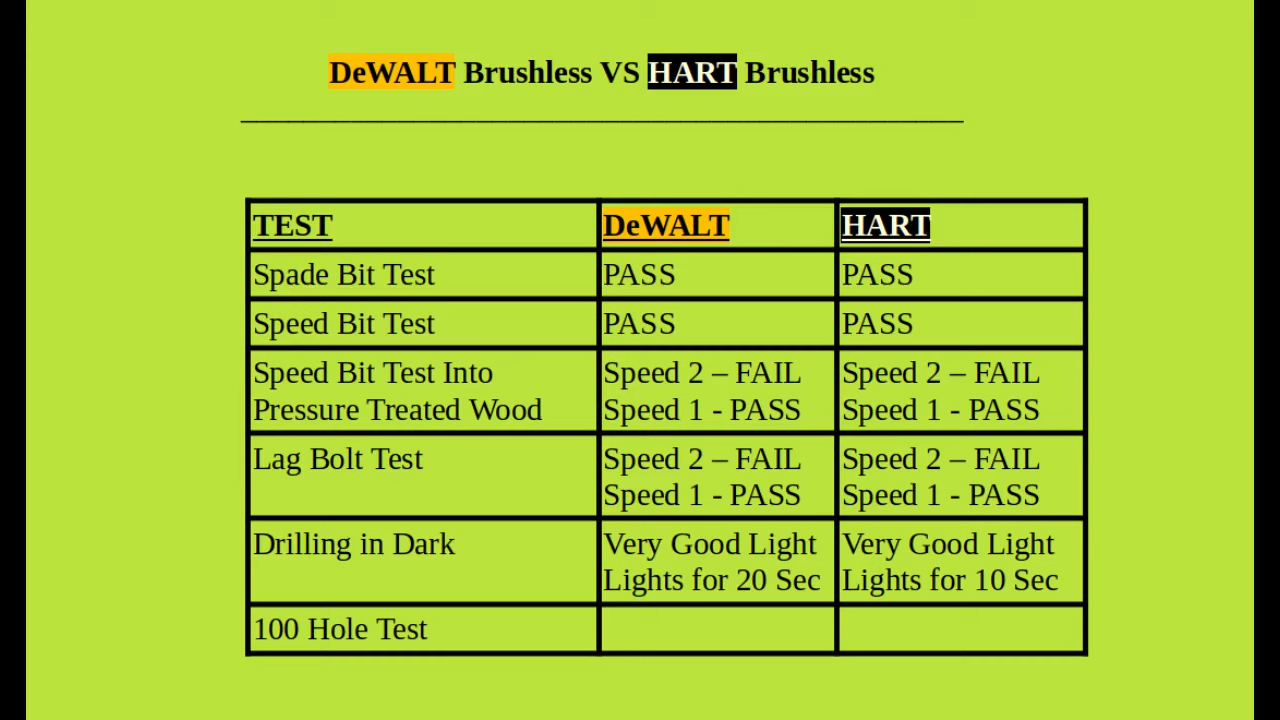 DeWALT Brushless VS HART Brushless
TEST DeWALT HART
Spade Bit Test PASS PASS
Speed Bit Test PASS PASS
Speed Bit Test Into Speed 2 – FAIL Speed 2 – FAIL
Pressure Treated Wood Speed 1 - PASS Speed 1 - PASS
Lag Bolt Test Speed 2 – FAIL Speed 2 – FAIL
Speed 1 - PASS Speed 1 - PASS
Drilling in Dark Very Good Light Very Good Light
Lights for 20 Sec Lights for 10 Sec
100 Hole Test